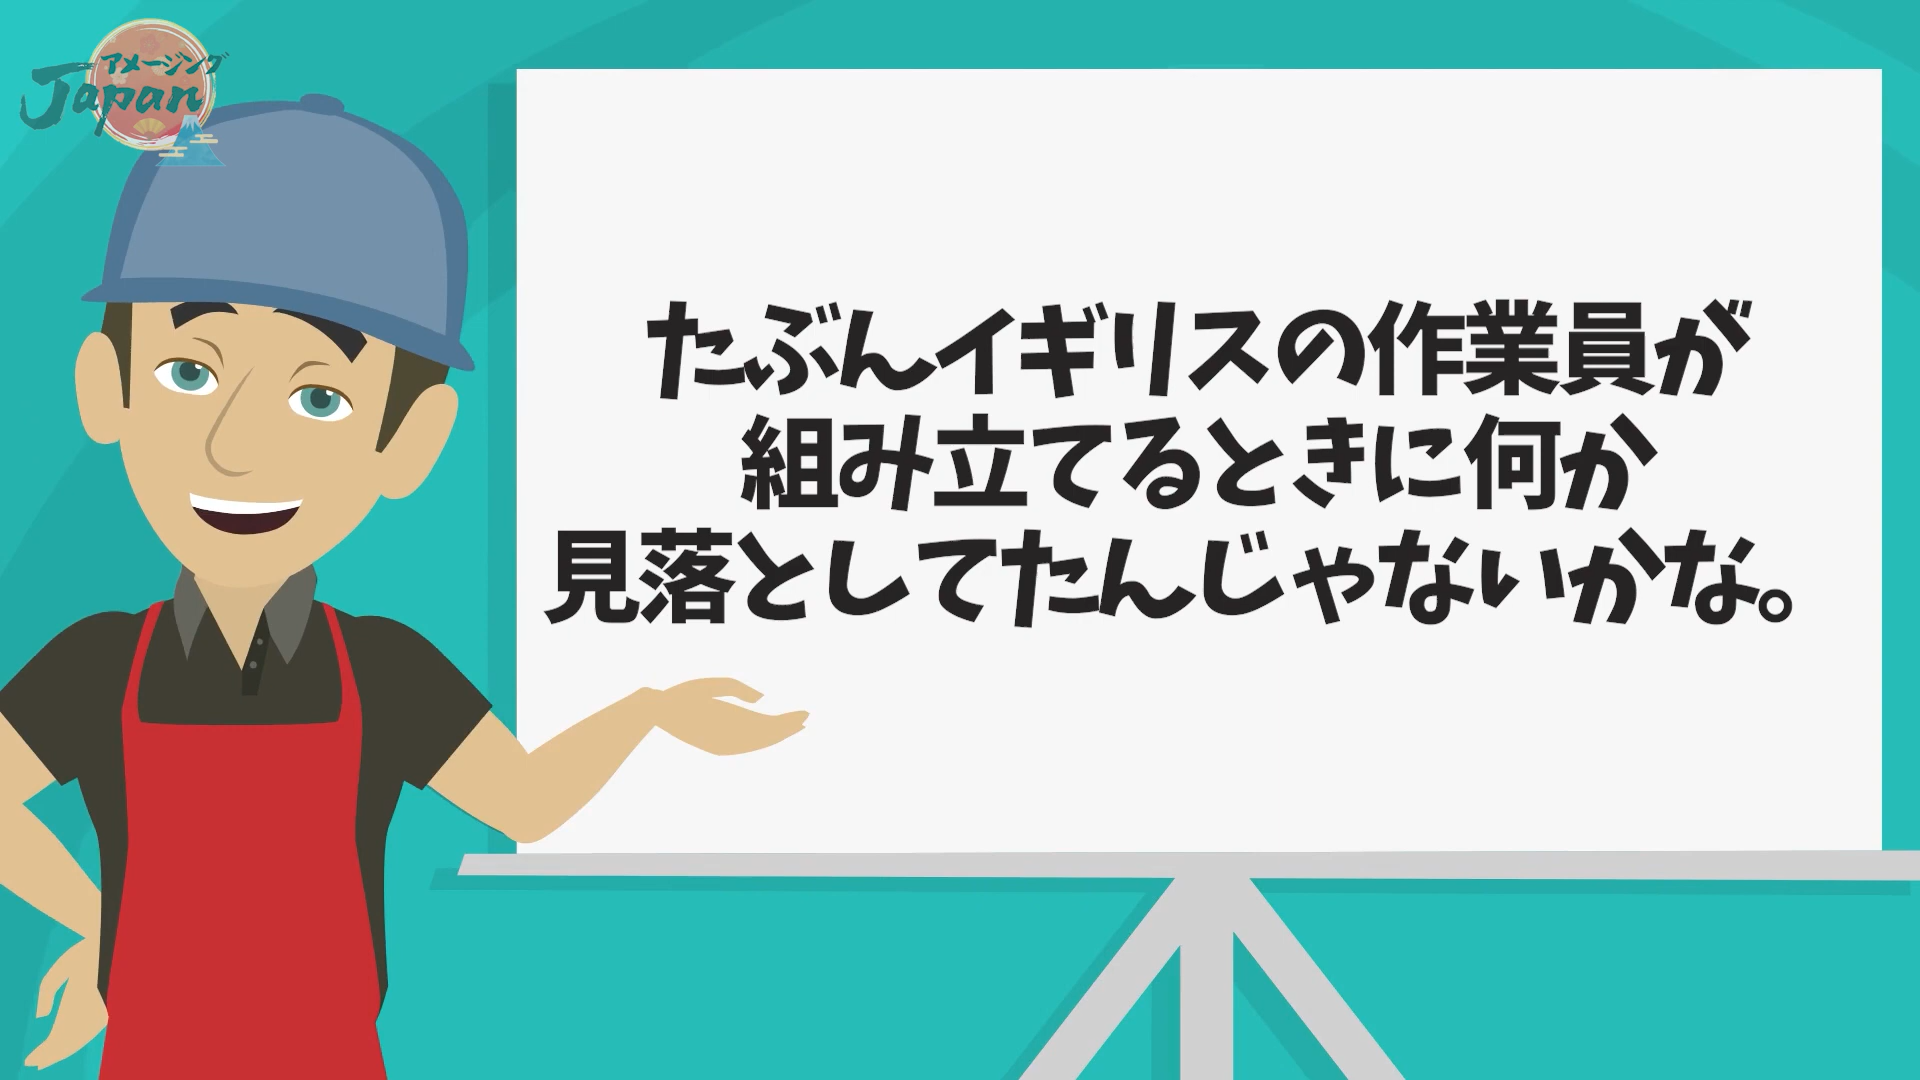 アメージング
Japan
たぶんイギリスの作業員が
組み立てるときに何か
見落としてたんじゃないかな。